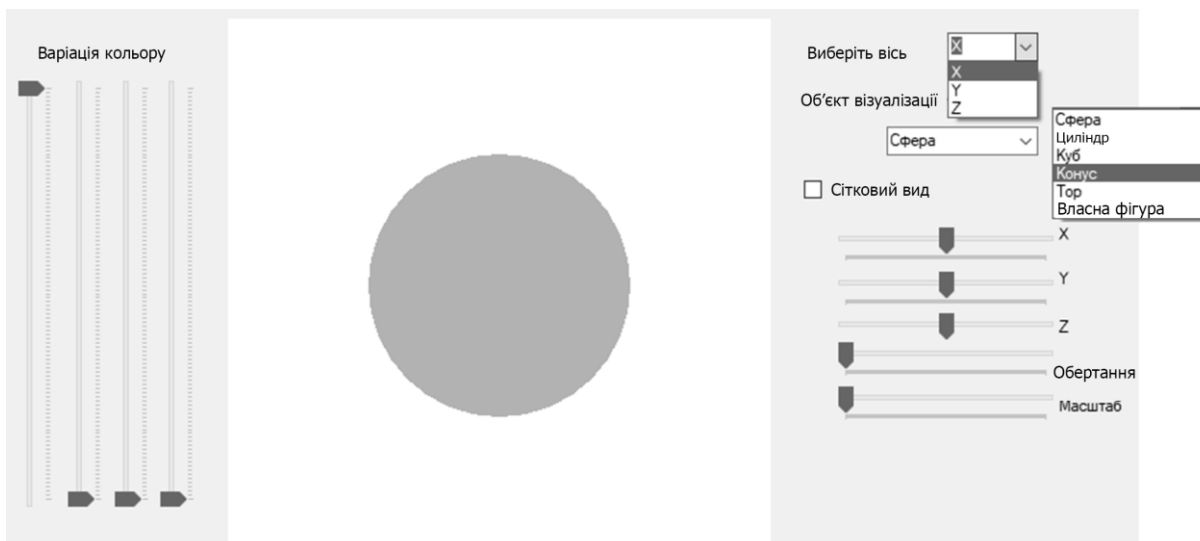 Варіація кольору
Виберіть вісь
X
X
Y
Z
Об’єкт візуалізації
Сфера
Сфера
Циліндр
Куб
Конус
Тор
Власна фігура
Сітковий вид
X
Y
Z
Обертання
Масштаб